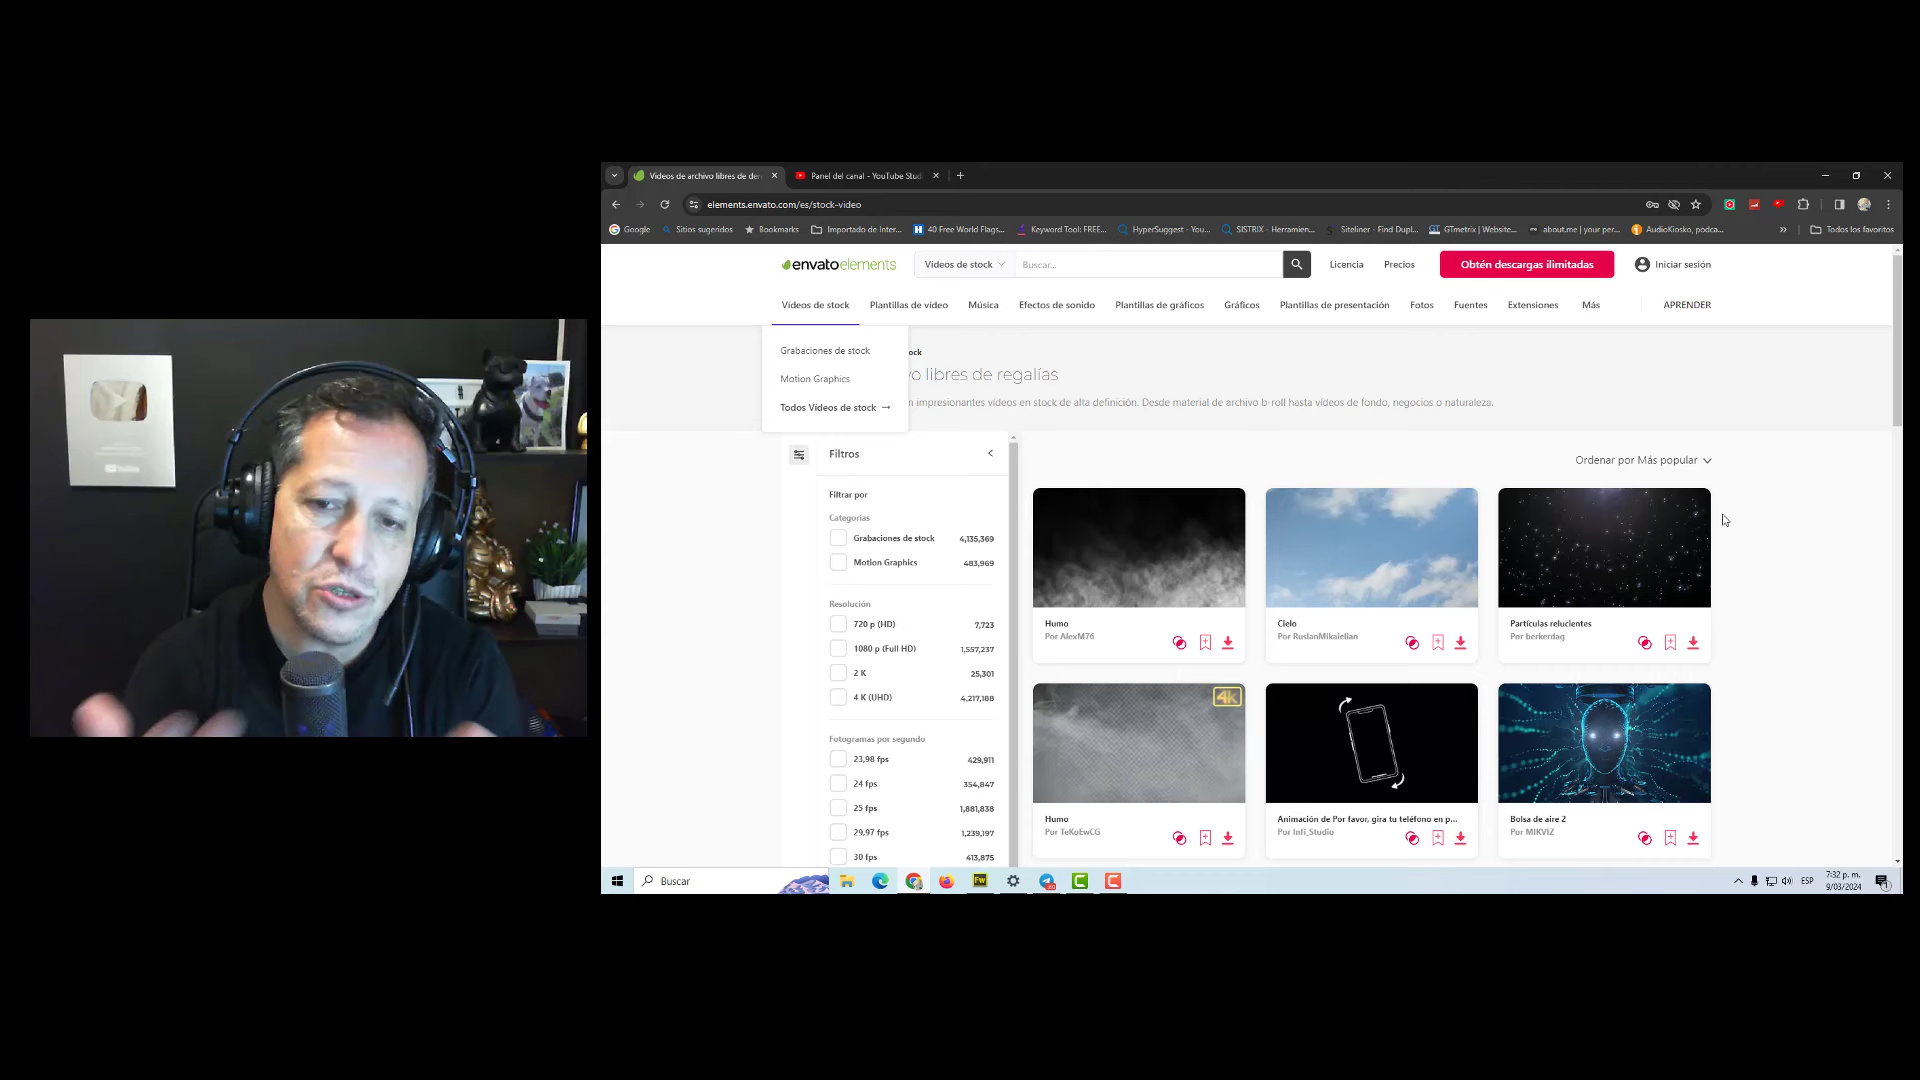 Videos de archivo libres de der
Panel del canal - YouTube Stud
elements.envato.com/es/stock-video
Google
Sitios sugeridos
Bookmarks
Importado de Inter...
40 Free World Flags...
Keyword Tool: FREE...
HyperSuggest - You...
SISTRIX - Herramien...
Siteliner - Find Dupl...
GTmetrix | Website...
about.me | your per...
AudioKiosko, podca...
Todos los favoritos
envatoelements
Vídeos de stock
Buscar...
Licencia
Precios
Obtén descargas ilimitadas
Iniciar sesión
Vídeos de stock
Plantillas de vídeo
Música
Efectos de sonido
Plantillas de gráficos
Gráficos
Plantillas de presentación
Fotos
Fuentes
Extensiones
Más
APRENDER
Grabaciones de stock
Motion Graphics
Todos Vídeos de stock →
ock
o libres de regalías
n impresionantes vídeos en stock de alta definición. Desde material de archivo b-roll hasta vídeos de fondo, negocios o naturaleza.
Filtros
Ordenar por Más popular
Filtrar por
Categorías
Grabaciones de stock 4,135,369
Motion Graphics 483,969
Resolución
720 p (HD) 7,723
1080 p (Full HD) 1,557,237
2 K 25,301
4 K (UHD) 4,217,188
Fotogramas por segundo
23,98 fps 429,911
24 fps 354,847
25 fps 1,881,838
29,97 fps 1,239,197
30 fps 413,875
Humo
Por AlexM76
Cielo
Por RuslanMikaielian
Partículas relucientes
Por berkerdag
4K
Humo
Por TeKoEwCG
Animación de Por favor, gira tu teléfono en p...
Por Infi_Studio
Bolsa de aire 2
Por MIKVIZ
Buscar
Fw
ESP
7:32 p. m.
9/03/2024